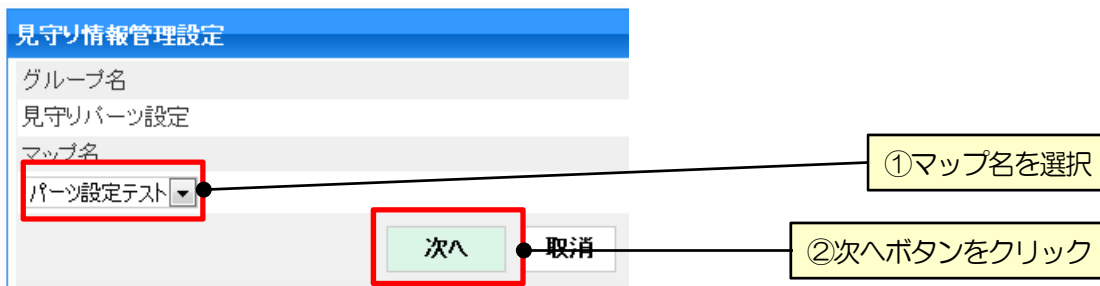 見守り情報管理設定
グループ名
見守りパーツ設定
マップ名
パーツ設定テスト
①マップ名を選択
次へ
取消
②次へボタンをクリック